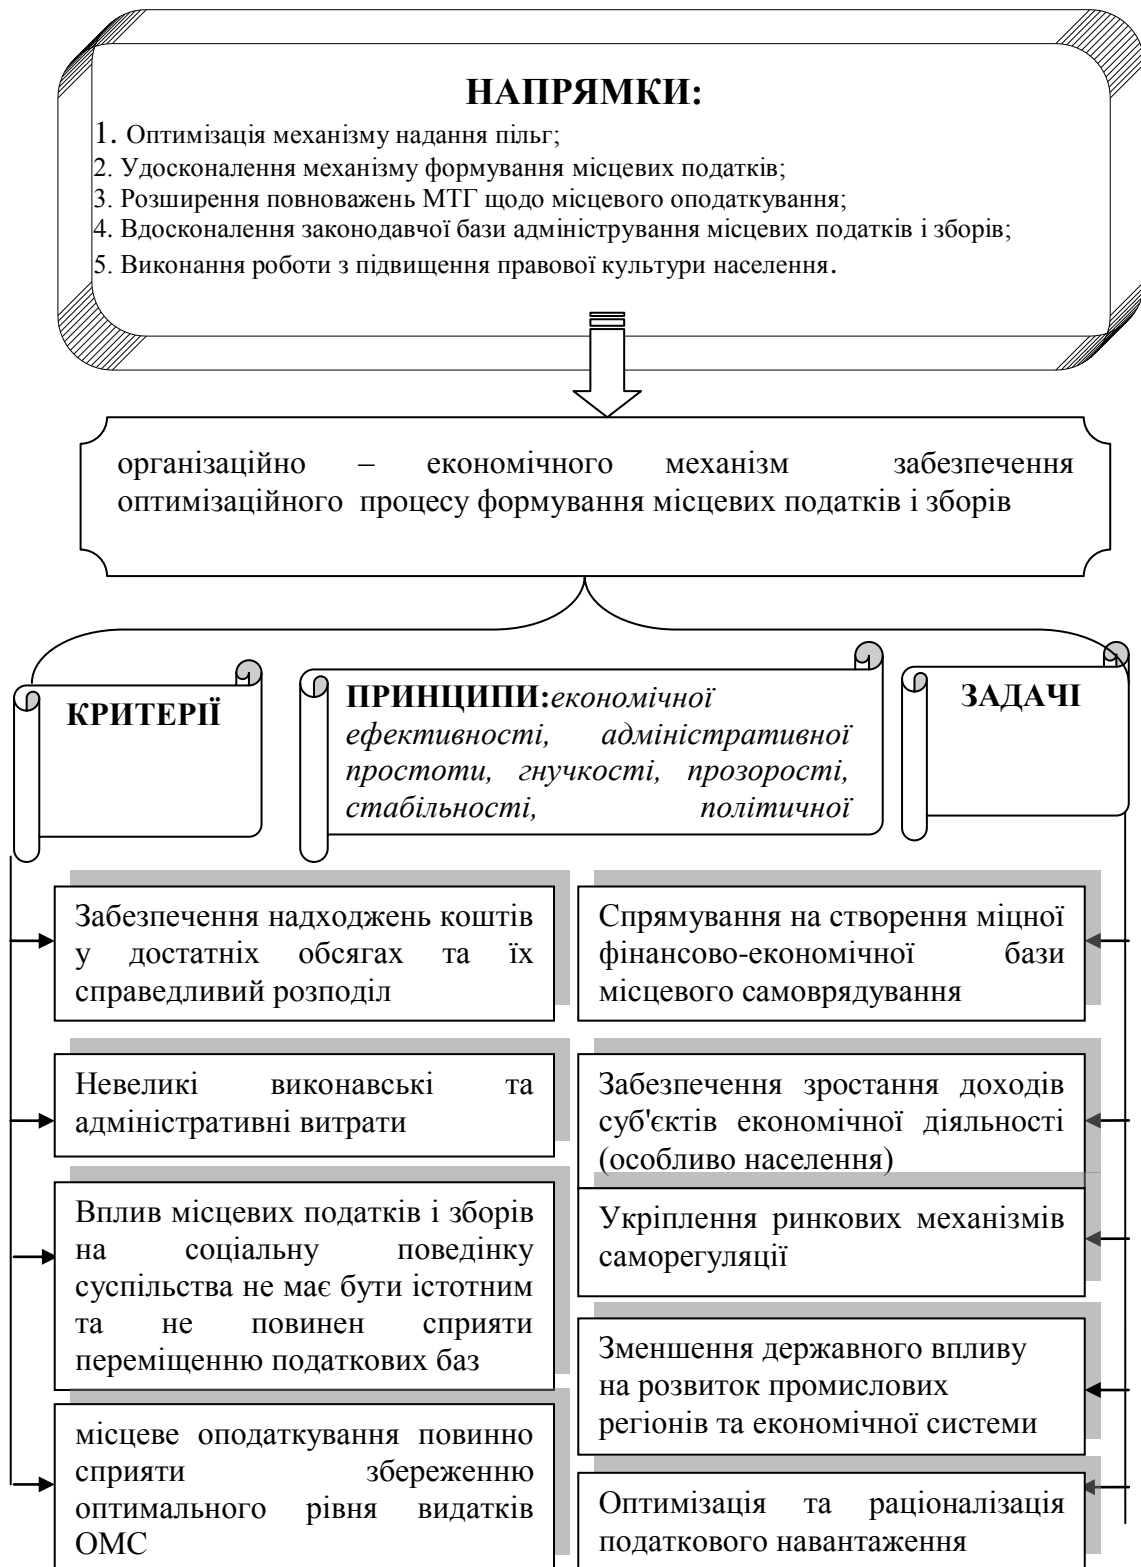 НАПРЯМКИ:
1. Оптимізація механізму надання пільг;
2. Удосконалення механізму формування місцевих податків;
3. Розширення повноважень МТГ щодо місцевого оподаткування;
4. Вдосконалення законодавчої бази адміністрування місцевих податків і зборів;
5. Виконання роботи з підвищення правової культури населення.
організаційно – економічного механізм забезпечення
оптимізаційного процесу формування місцевих податків і зборів
КРИТЕРІЇ
ПРИНЦИПИ:економічної
ефективності, адміністративної
простоти, гнучкості, прозорості,
стабільності, політичної
ЗАДАЧІ
Забезпечення надходжень коштів
у достатніх обсягах та їх
справедливий розподіл
Невеликі виконавські та
адміністративні витрати
Вплив місцевих податків і зборів
на соціальну поведінку
суспільства не має бути істотним
та не повинен сприяти
переміщенню податкових баз
місцеве оподаткування повинно
сприяти збереженню
оптимального рівня видатків
ОМС
Спрямування на створення міцної
фінансово-економічної бази
місцевого самоврядування
Забезпечення зростання доходів
суб'єктів економічної діяльності
(особливо населення)
Укріплення ринкових механізмів
саморегуляції
Зменшення державного впливу
на розвиток промислових
регіонів та економічної системи
Оптимізація та раціоналізація
податкового навантаження